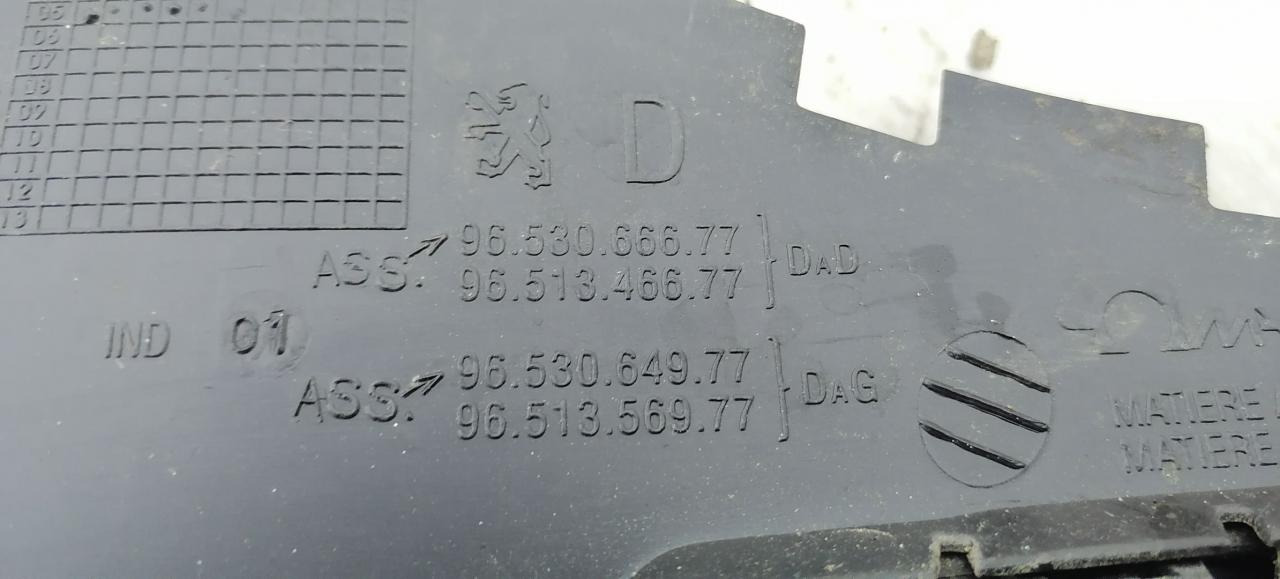 05
06
07
08
09
10
11
12
13
D
ASS. 96.530.666.77
96.513.466.77
DAD
IND 01
ASS. 96.530.649.77
96.513.569.77
DAG
MATIERE
MATIERE